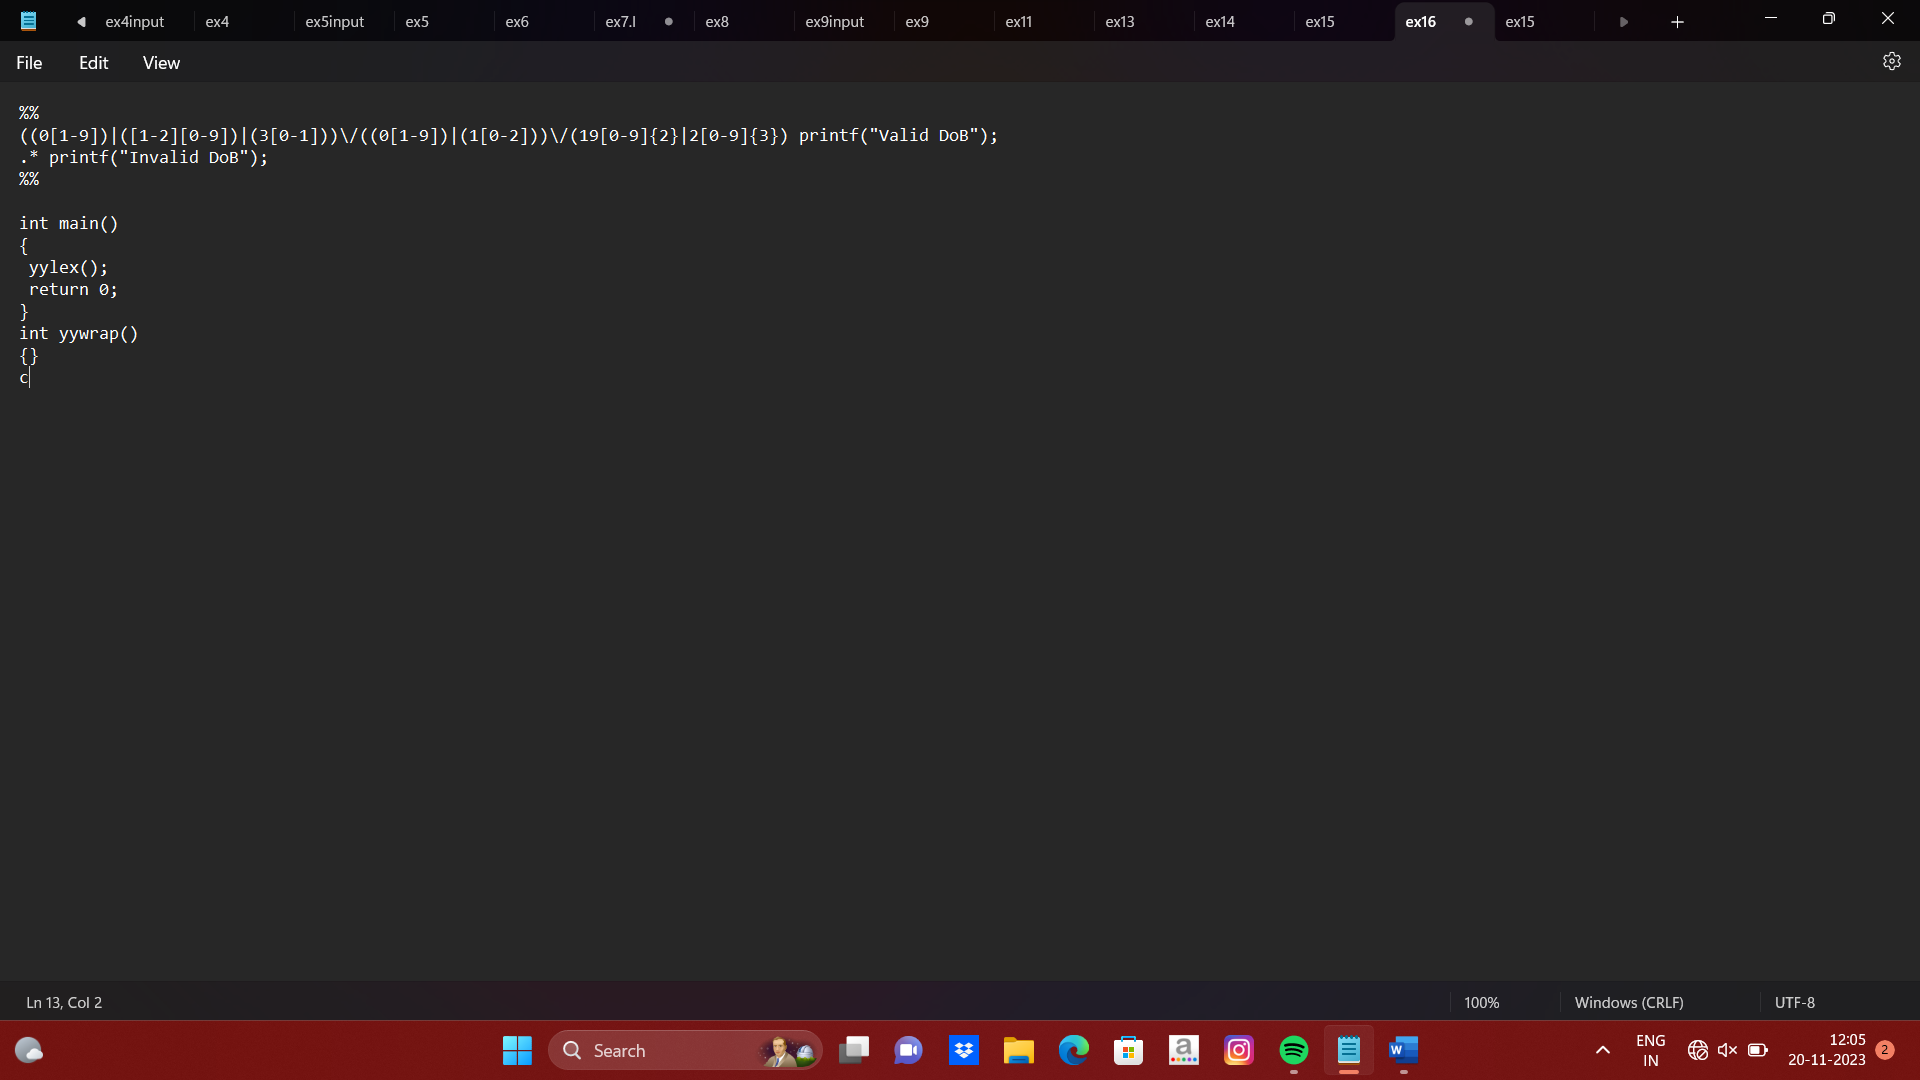 ex4input ex4 ex5input ex5 ex6 ex7.l ex8 ex9input ex9 ex11 ex13 ex14 ex15 ex16 ex15
File Edit View
%%
((0[1-9])|([1-2][0-9])|(3[0-1]))\/((0[1-9])|(1[0-2]))\/(19[0-9]{2}|2[0-9]{3}) printf("Valid DoB");
.* printf("Invalid DoB");
%%
int main()
{
yylex();
return 0;
}
int yywrap()
{}
c
Ln 13, Col 2 100% Windows (CRLF) UTF-8
Search a W ENG IN 12:05 20-11-2023 2